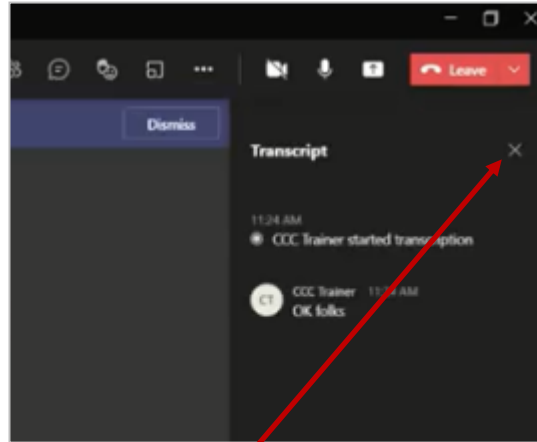 Leave
Dismiss
Transcript
11:24 AM
CCC Trainer started transcription
CT
CCC Trainer 11:24 AM
OK folks